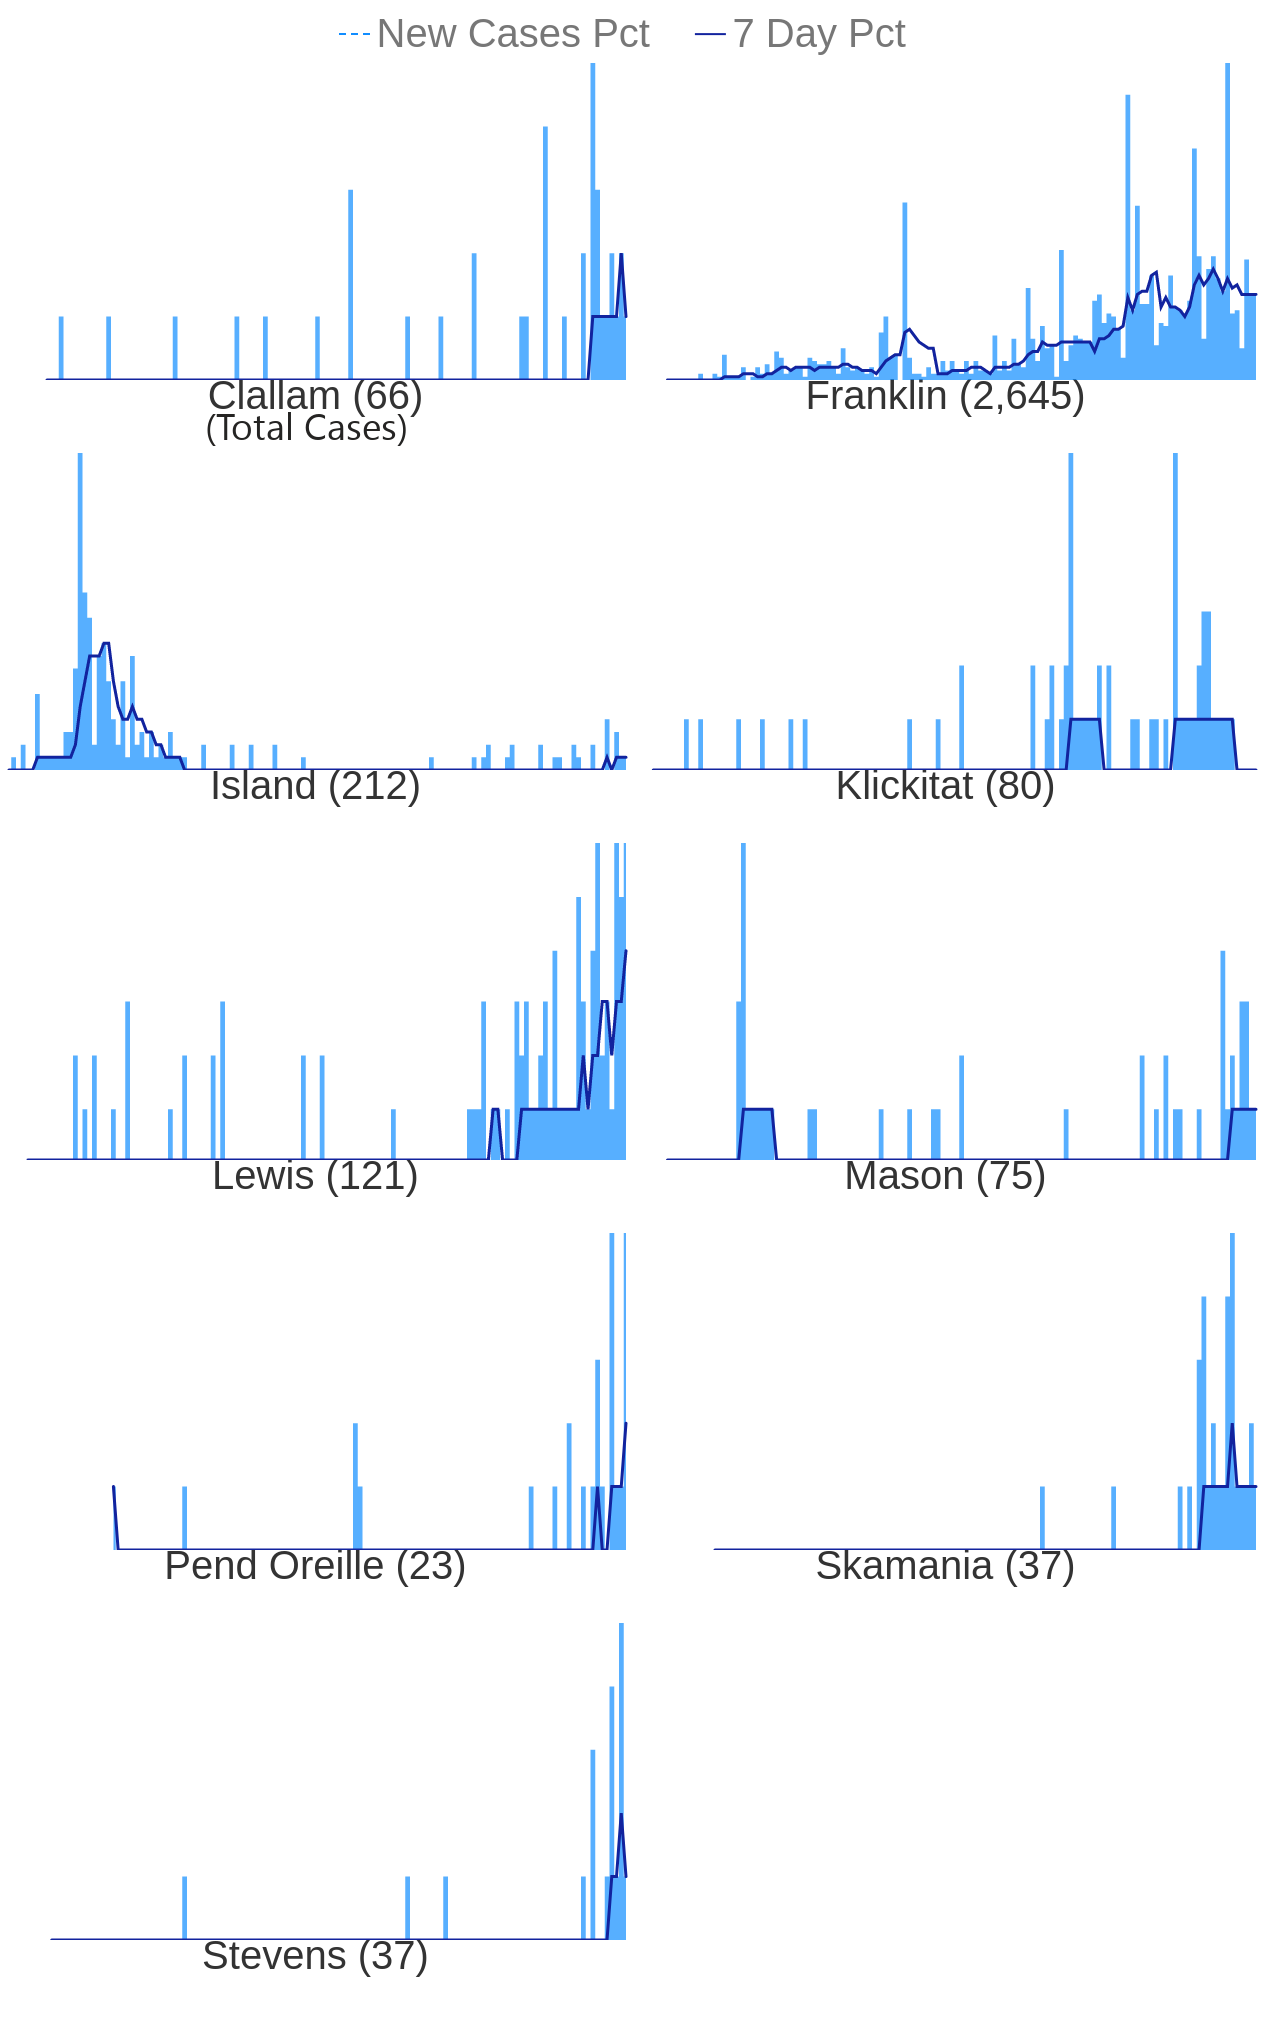 New Cases Pct 7 Day Pct
Clallam (66)
(Total Cases)
Franklin (2,645)
Island (212)
Klickitat (80)
Lewis (121)
Mason (75)
Pend Oreille (23)
Skamania (37)
Stevens (37)